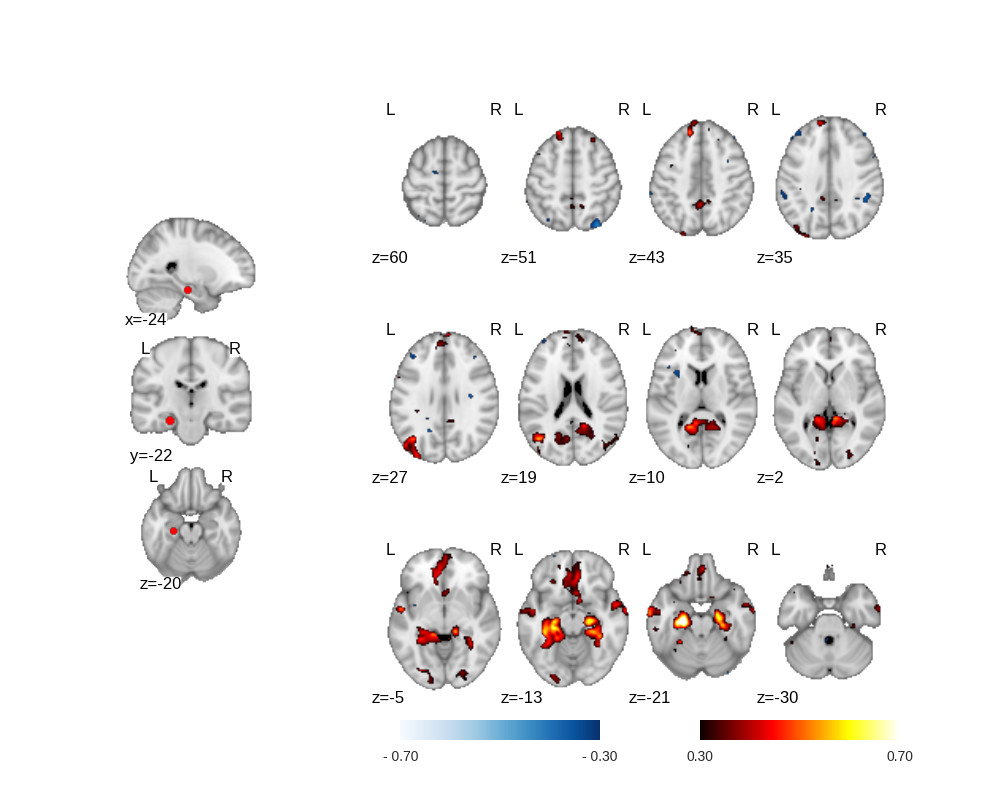 L R L R L R L R
z=60 z=51 z=43 z=35
x=-24
L R
y=-22
L R
z=-20
L R L R L R L R
z=27 z=19 z=10 z=2
L R L R L R L R
z=-5 z=-13 z=-21 z=-30
- 0.70 - 0.30 0.30 0.70